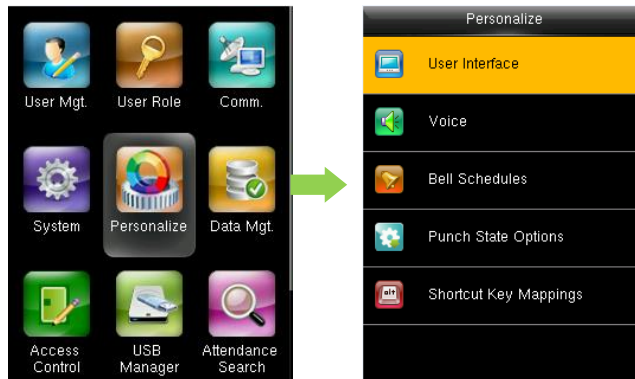 User Mgt.
User Role
Comm.
System
Personalize
Data Mgt.
Access
Control
USB
Manager
Attendance
Search
Personalize
User Interface
Voice
Bell Schedules
Punch State Options
alt
Shortcut Key Mappings